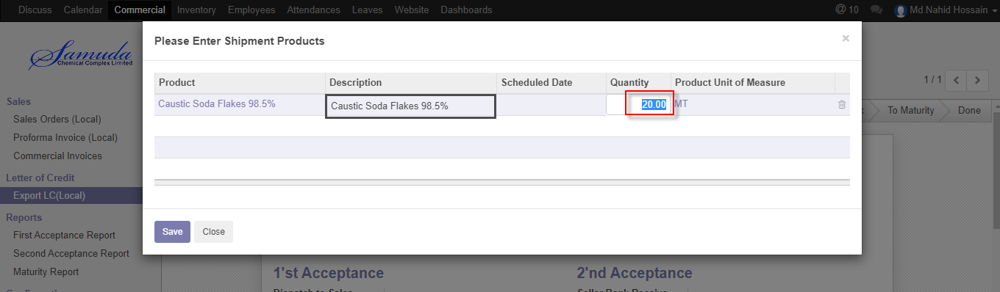 Discuss Calendar Commercial Inventory Employees Attendances Leaves Website Dashboards @ 10 Md.Nahid Hossain
Please Enter Shipment Products ×
Samuda
Chemical Complex Limited
Product Description Scheduled Date Quantity Product Unit of Measure
1 / 1
Caustic Soda Flakes 98.5% Caustic Soda Flakes 98.5% 20.00 MT
Sales
Sales Orders (Local)
Proforma Invoice (Local)
Commercial Invoices
To Maturity Done
Letter of Credit
Export LC(Local)
Reports
First Acceptance Report
Second Acceptance Report
Maturity Report
Save Close
1'st Acceptance 2'nd Acceptance